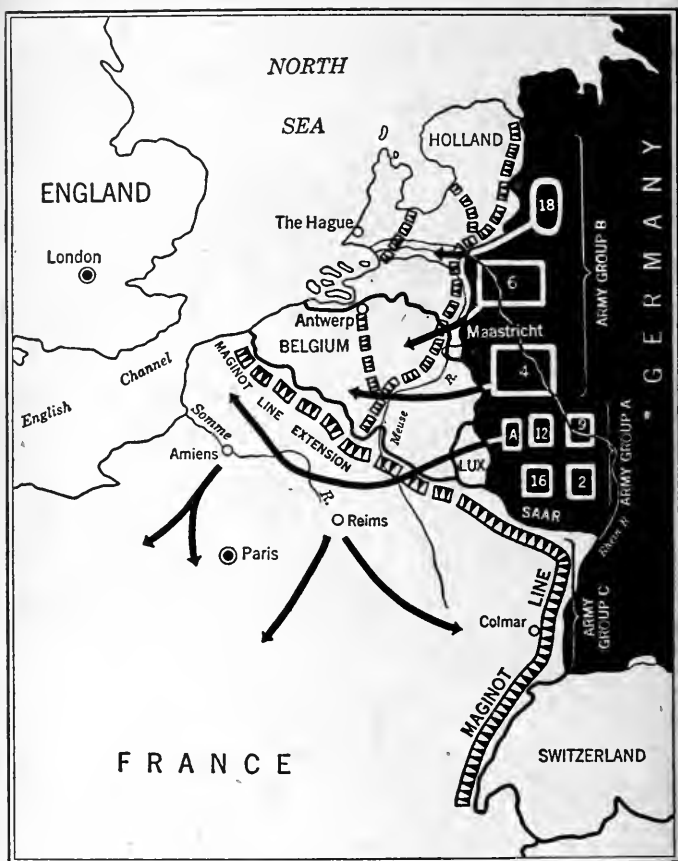 NORTH
SEA
HOLLAND
ENGLAND
The Hague
London
18
6
ARMY GROUP B
GERMANY
Antwerp
Maastricht
BELGIUM
4
R.
Channel
English
MAGINOT LINE EXTENSION
Meuse
Somme
Amiens
LUX.
A
12
9
16
2
ARMY GROUP A
SAAR
Rhein R.
R.
Reims
Paris
Colmar
MAGINOT LINE
ARMY
GROUP C
FRANCE
SWITZERLAND